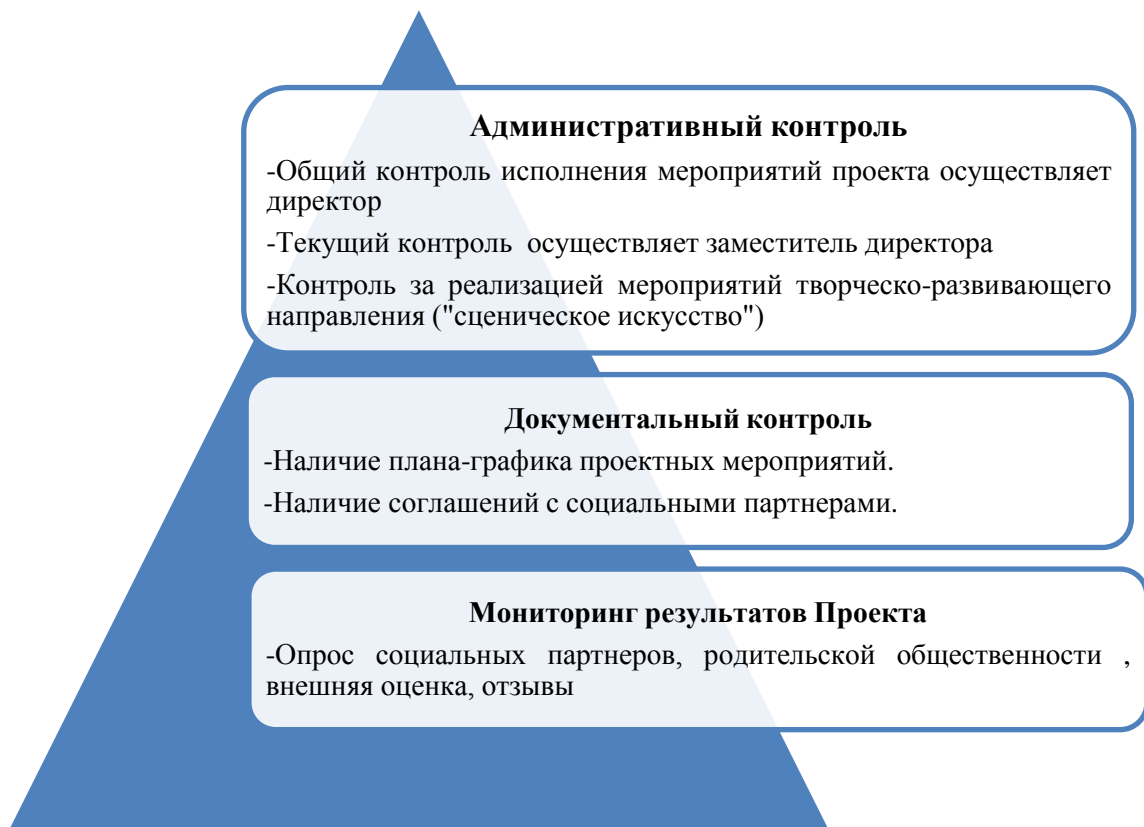 Административный контроль
-Общий контроль исполнения мероприятий проекта осуществляет
директор
-Текущий контроль осуществляет заместитель директора
-Контроль за реализацией мероприятий творческо-развивающего
направления ("сценическое искусство")
Документальный контроль
-Наличие плана-графика проектных мероприятий.
-Наличие соглашений с социальными партнерами.
Мониторинг результатов Проекта
-Опрос социальных партнеров, родительской общественности ,
внешняя оценка, отзывы